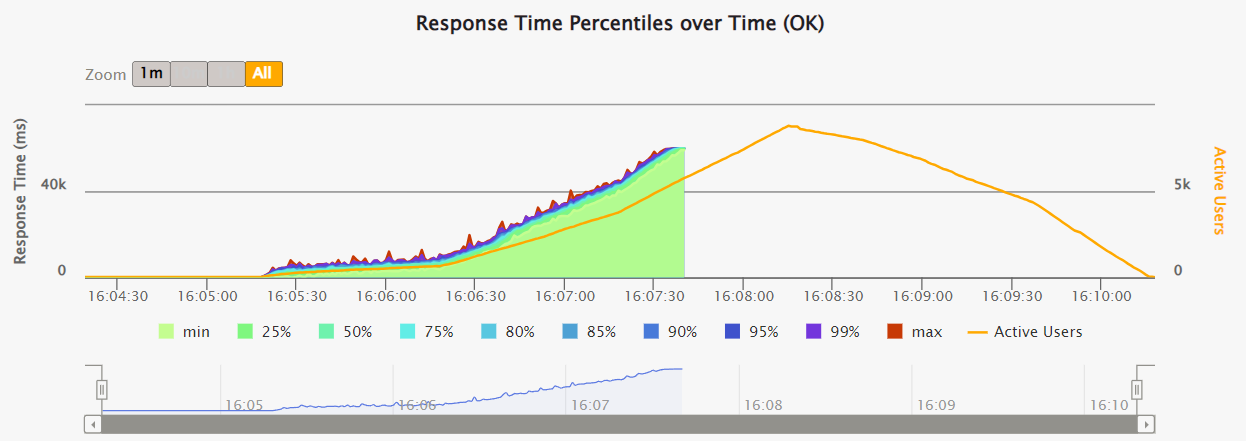 Response Time Percentiles over Time (OK)
Zoom 1m All
Response Time (ms)
40k
0
Active Users
5k
0
16:04:30 16:05:00 16:05:30 16:06:00 16:06:30 16:07:00 16:07:30 16:08:00 16:08:30 16:09:00 16:09:30 16:10:00
min 25% 50% 75% 80% 85% 90% 95% 99% max Active Users
16:05 16:06 16:07 16:08 16:09 16:10